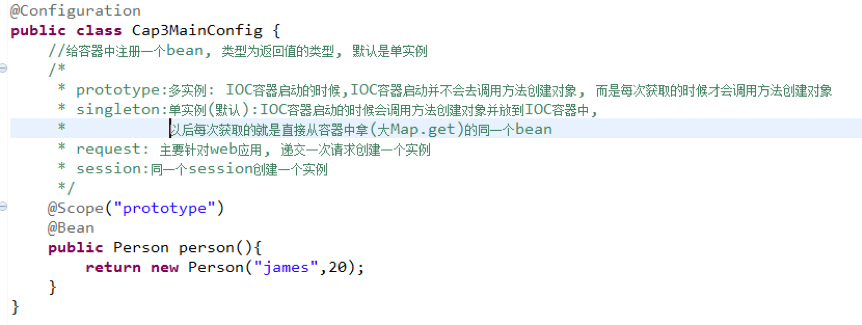 @Configuration
public class Cap3MainConfig {
//给容器中注册一个bean, 类型为返回值的类型, 默认是单实例
/*
* prototype:多实例: IOC容器启动的时候,IOC容器启动并不会去调用方法创建对象, 而是每次获取的时候才会调用方法创建对象
* singleton:单实例(默认):IOC容器启动的时候会调用方法创建对象并放到IOC容器中,
* 以后每次获取的就是直接从容器中拿(大Map.get)的同一个bean
* request: 主要针对web应用, 递交一次请求创建一个实例
* session:同一个session创建一个实例
*/
@Scope("prototype")
@Bean
public Person person(){
return new Person("james",20);
}
}